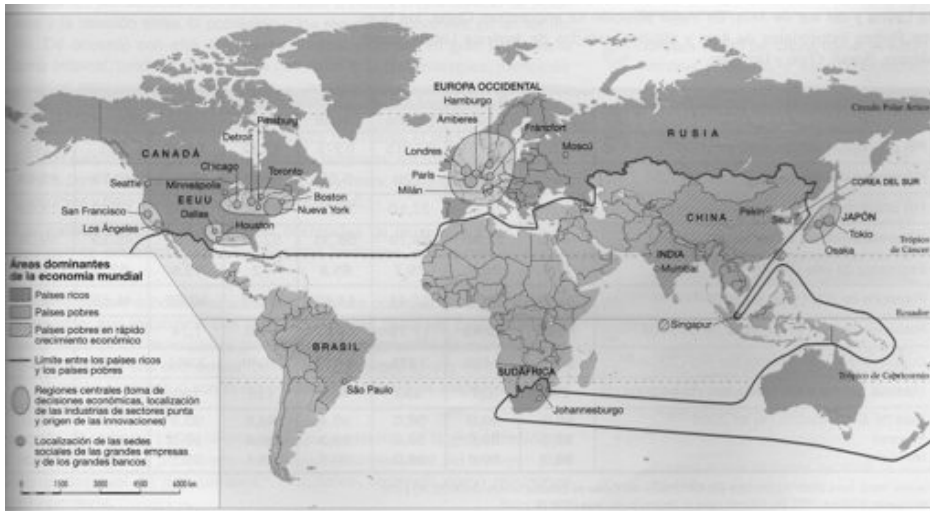 EUROPA OCCIDENTAL
Hamburgo
Amberes
Francfort
Londres
París
Milán
Moscú
RUSIA
Círculo Polar Ártico
CANADÁ
Pittsburg
Detroit
Chicago
Toronto
Seattle
Minneapolis
Boston
EEUU
Nueva York
San Francisco
Dallas
Houston
Los Ángeles
COREA DEL SUR
CHINA
Pekín
Seúl
JAPÓN
Tokio
Osaka
Trópico
de Cáncer
INDIA
Mumbai
Ecuador
Singapur
BRASIL
São Paulo
SUDÁFRICA
Johannesburgo
Trópico de Capricornio
Áreas dominantes
de la economía mundial
Países ricos
Países pobres
Países pobres en rápido
crecimiento económico
Límite entre los países ricos
y los países pobres
Regiones centrales (toma de
decisiones económicas, localización
de las industrias de sectores punta
y origen de las innovaciones)
Localización de las sedes
sociales de las grandes empresas
y de los grandes bancos
0 1500 3000 4500 6000 km